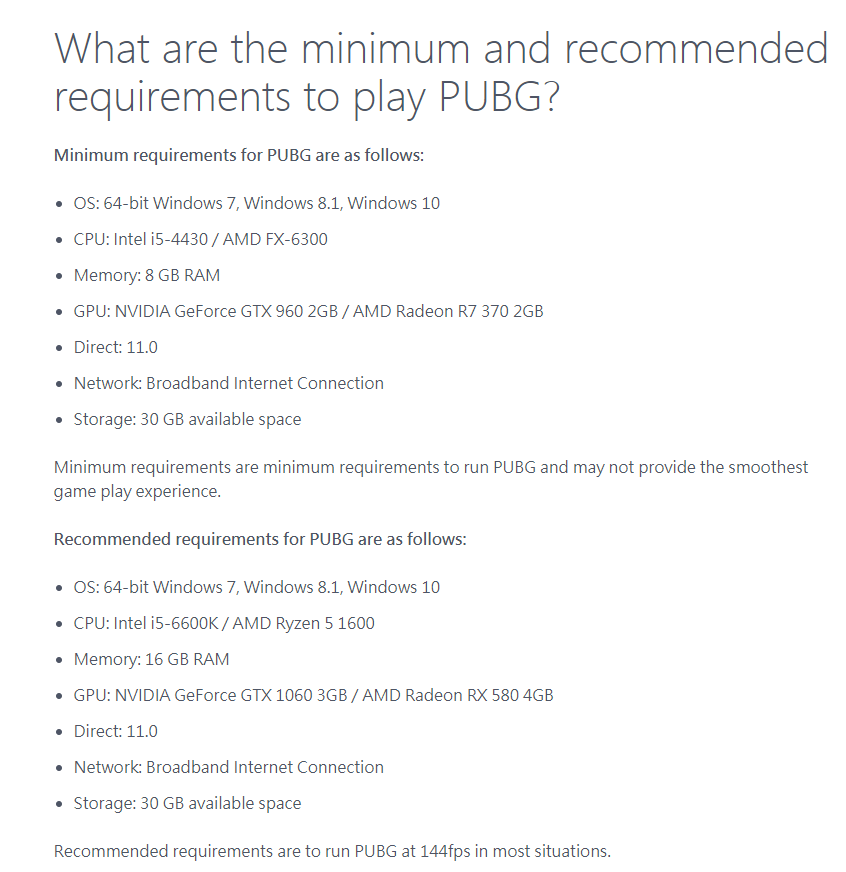 What are the minimum and recommended
requirements to play PUBG?
Minimum requirements for PUBG are as follows:
• OS: 64-bit Windows 7, Windows 8.1, Windows 10
• CPU: Intel i5-4430 / AMD FX-6300
• Memory: 8 GB RAM
• GPU: NVIDIA GeForce GTX 960 2GB / AMD Radeon R7 370 2GB
• Direct: 11.0
• Network: Broadband Internet Connection
• Storage: 30 GB available space
Minimum requirements are minimum requirements to run PUBG and may not provide the smoothest
game play experience.
Recommended requirements for PUBG are as follows:
• OS: 64-bit Windows 7, Windows 8.1, Windows 10
• CPU: Intel i5-6600K / AMD Ryzen 5 1600
• Memory: 16 GB RAM
• GPU: NVIDIA GeForce GTX 1060 3GB / AMD Radeon RX 580 4GB
• Direct: 11.0
• Network: Broadband Internet Connection
• Storage: 30 GB available space
Recommended requirements are to run PUBG at 144fps in most situations.